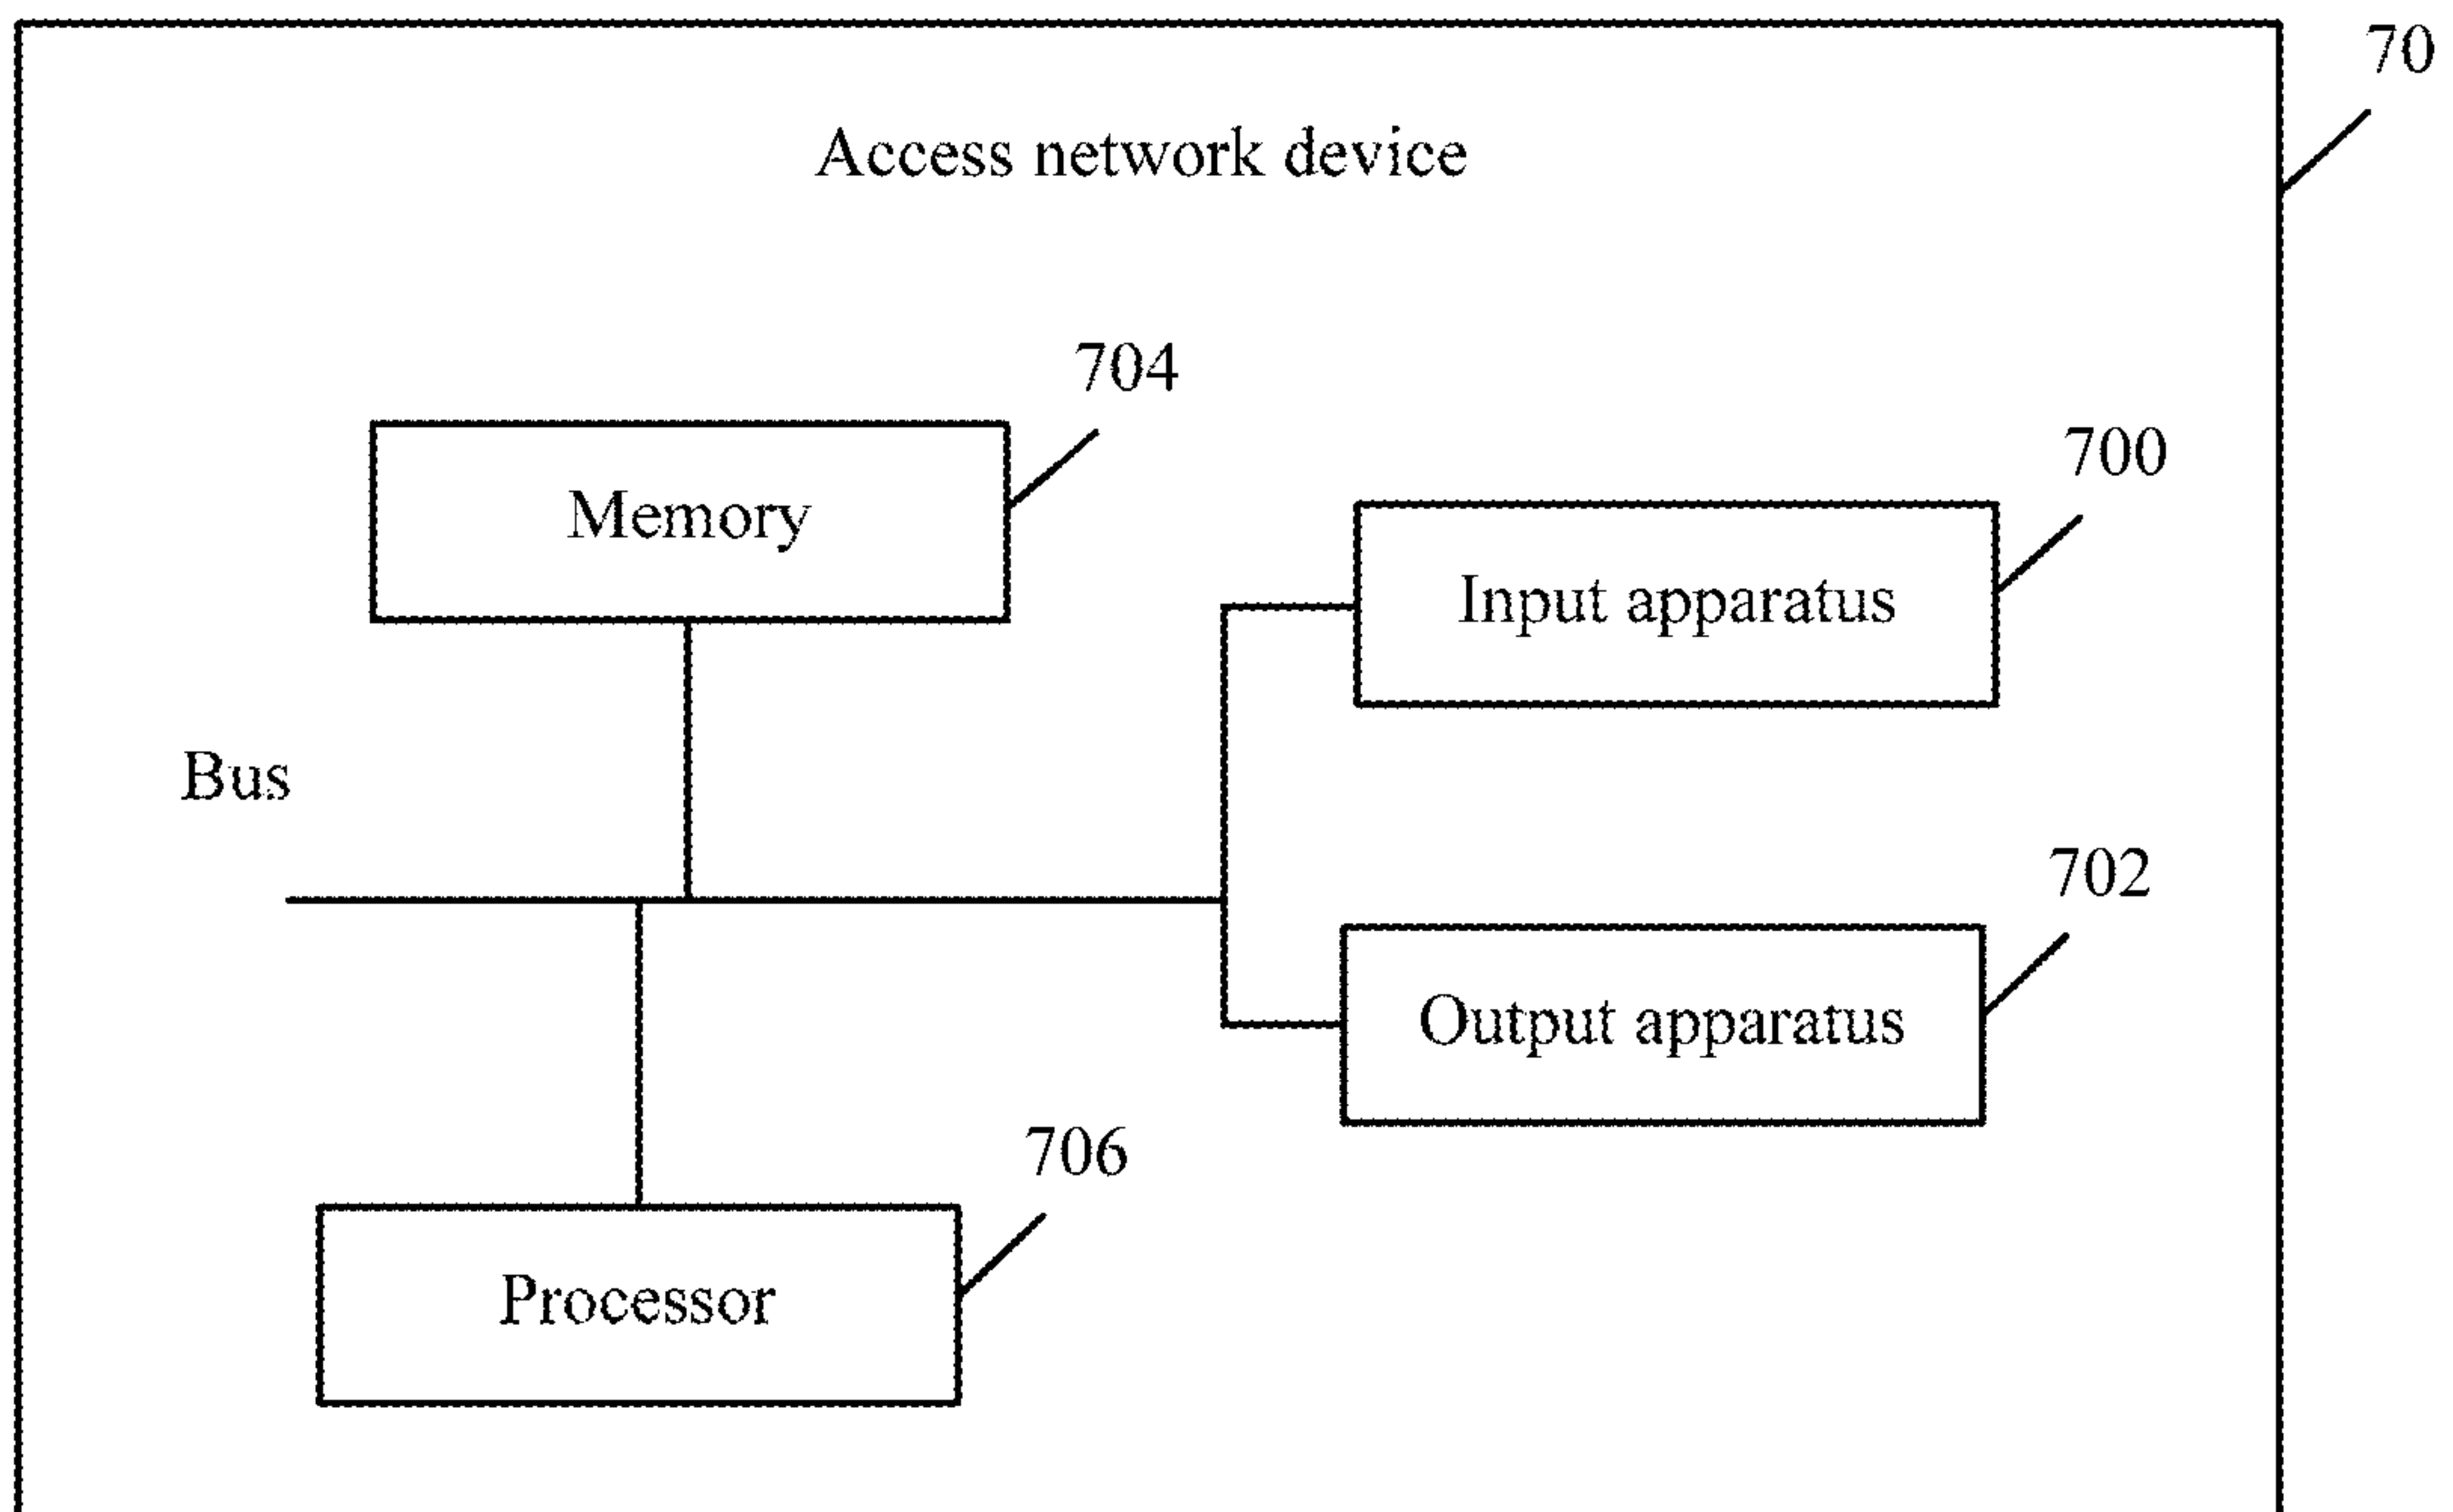 70
Access network device
704
Memory
700
Input apparatus
Bus
702
Output apparatus
706
Processor